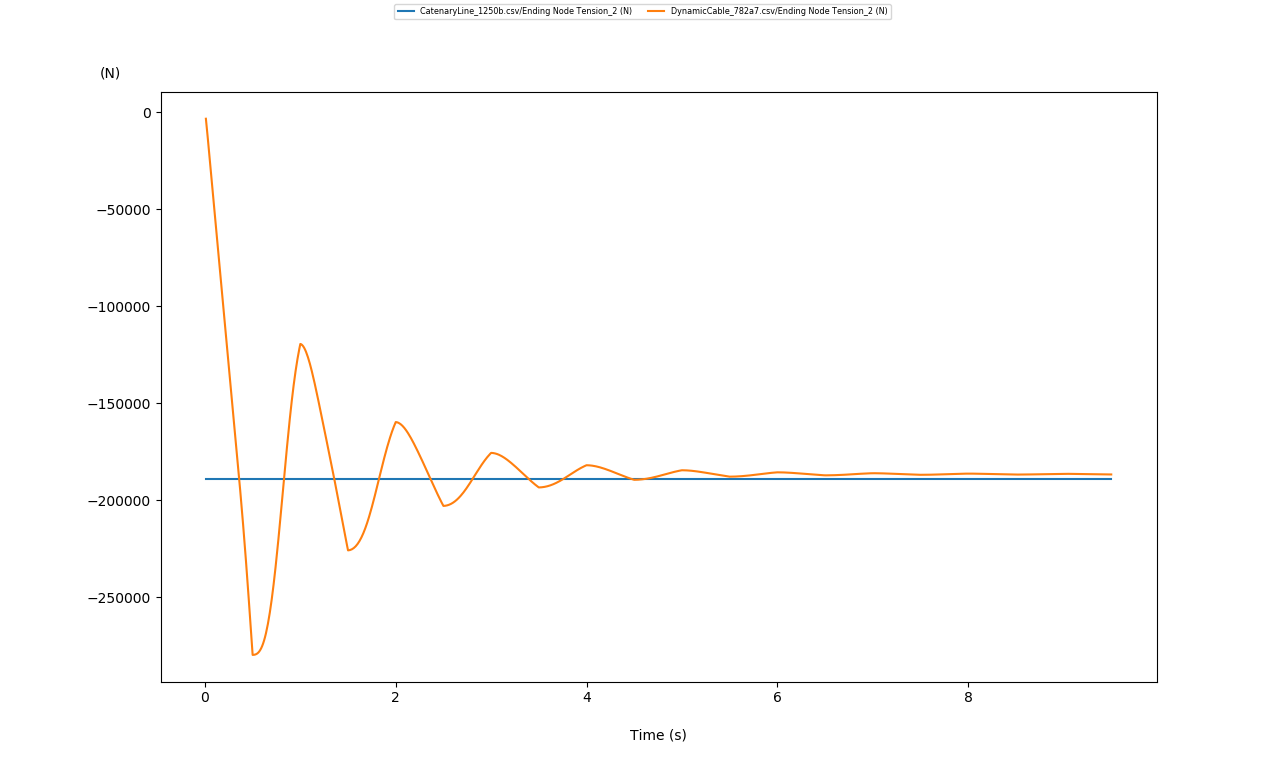 CatenaryLine_1250b.csv/Ending Node Tension_2 (N) DynamicCable_782a7.csv/Ending Node Tension_2 (N)
(N)
0
−50000
−100000
−150000
−200000
−250000
0 2 4 6 8
Time (s)